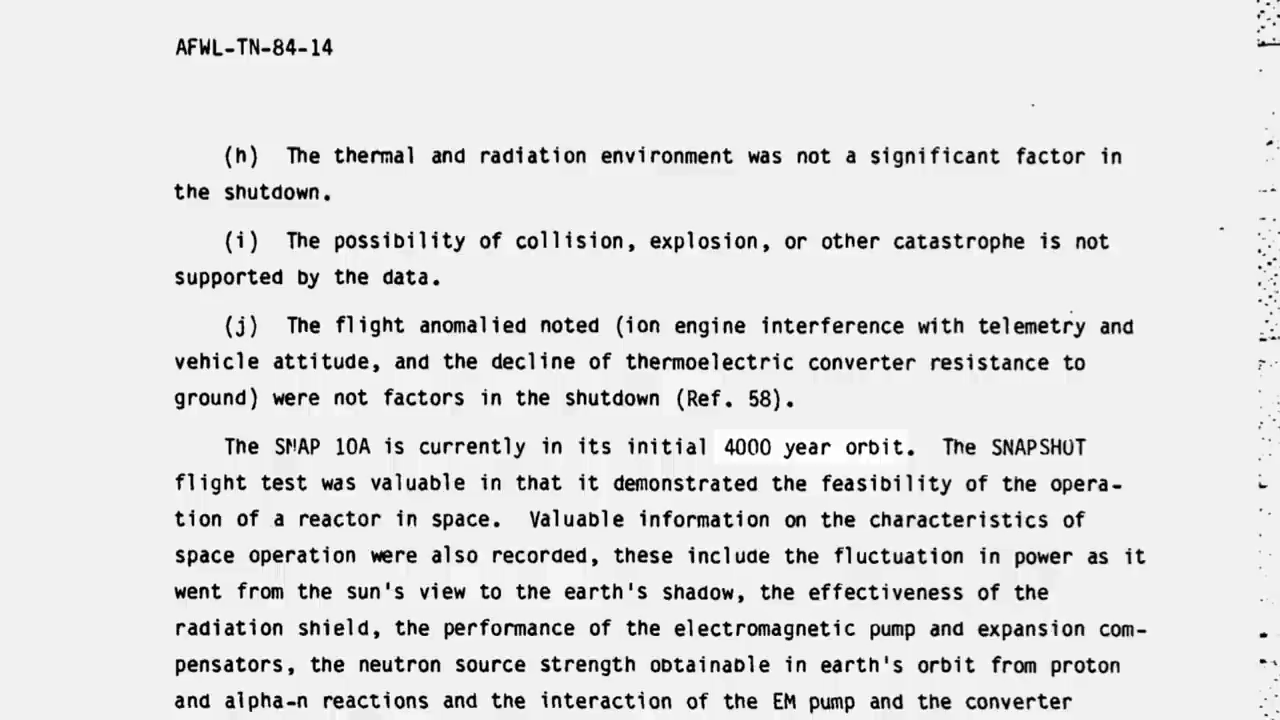 AFWL-TN-84-14
(h) The thermal and radiation environment was not a significant factor in
the shutdown.
(i) The possibility of collision, explosion, or other catastrophe is not
supported by the data.
(j) The flight anomalied noted (ion engine interference with telemetry and
vehicle attitude, and the decline of thermoelectric converter resistance to
ground) were not factors in the shutdown (Ref. 58).
The SNAP 10A is currently in its initial 4000 year orbit. The SNAPSHOT
flight test was valuable in that it demonstrated the feasibility of the opera-
tion of a reactor in space. Valuable information on the characteristics of
space operation were also recorded, these include the fluctuation in power as it
went from the sun's view to the earth's shadow, the effectiveness of the
radiation shield, the performance of the electromagnetic pump and expansion com-
pensators, the neutron source strength obtainable in earth's orbit from proton
and alpha-n reactions and the interaction of the EM pump and the converter